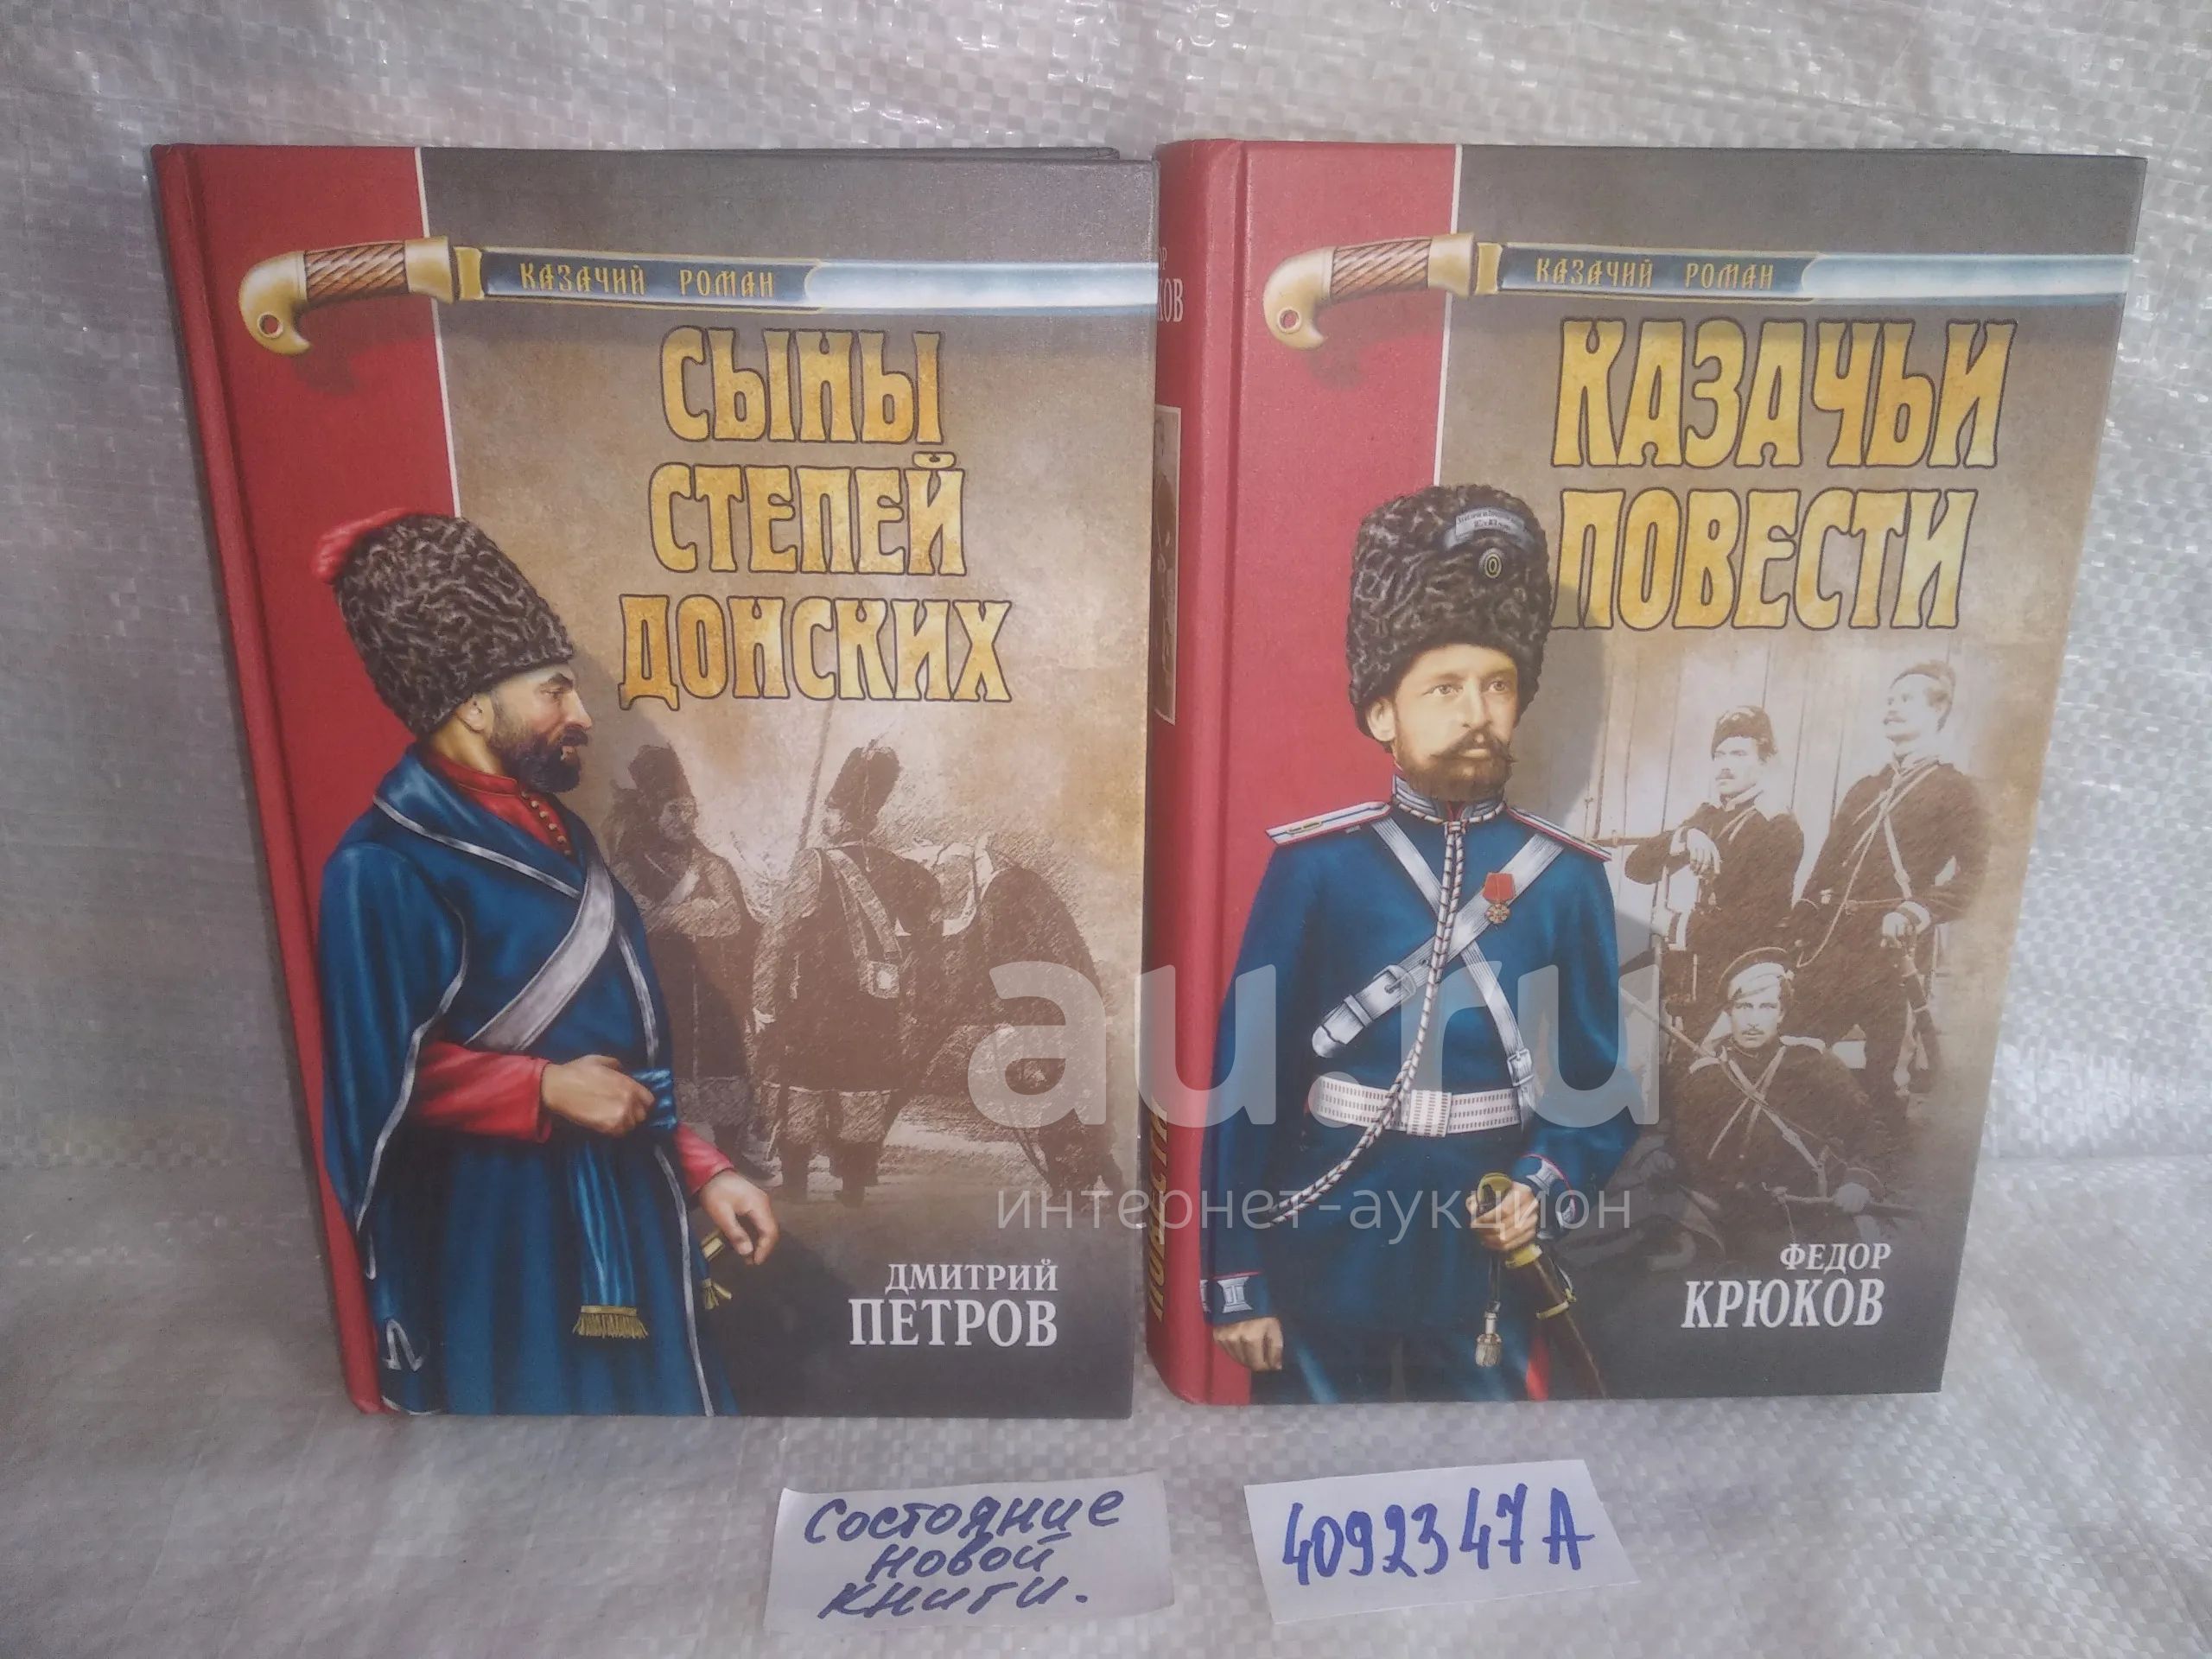 КАЗАЧИЙ РОМАН
СЫНЫ
СТЕПЕЙ
ДОНСКИХ
ДМИТРИЙ
ПЕТРОВ
КАЗАЧИЙ РОМАН
КАЗАЧЬИ
ПОВЕСТИ
ФЕДОР
КРЮКОВ
au.ru
интернет-аукцион
Состояние
новой
книги.
4092347А